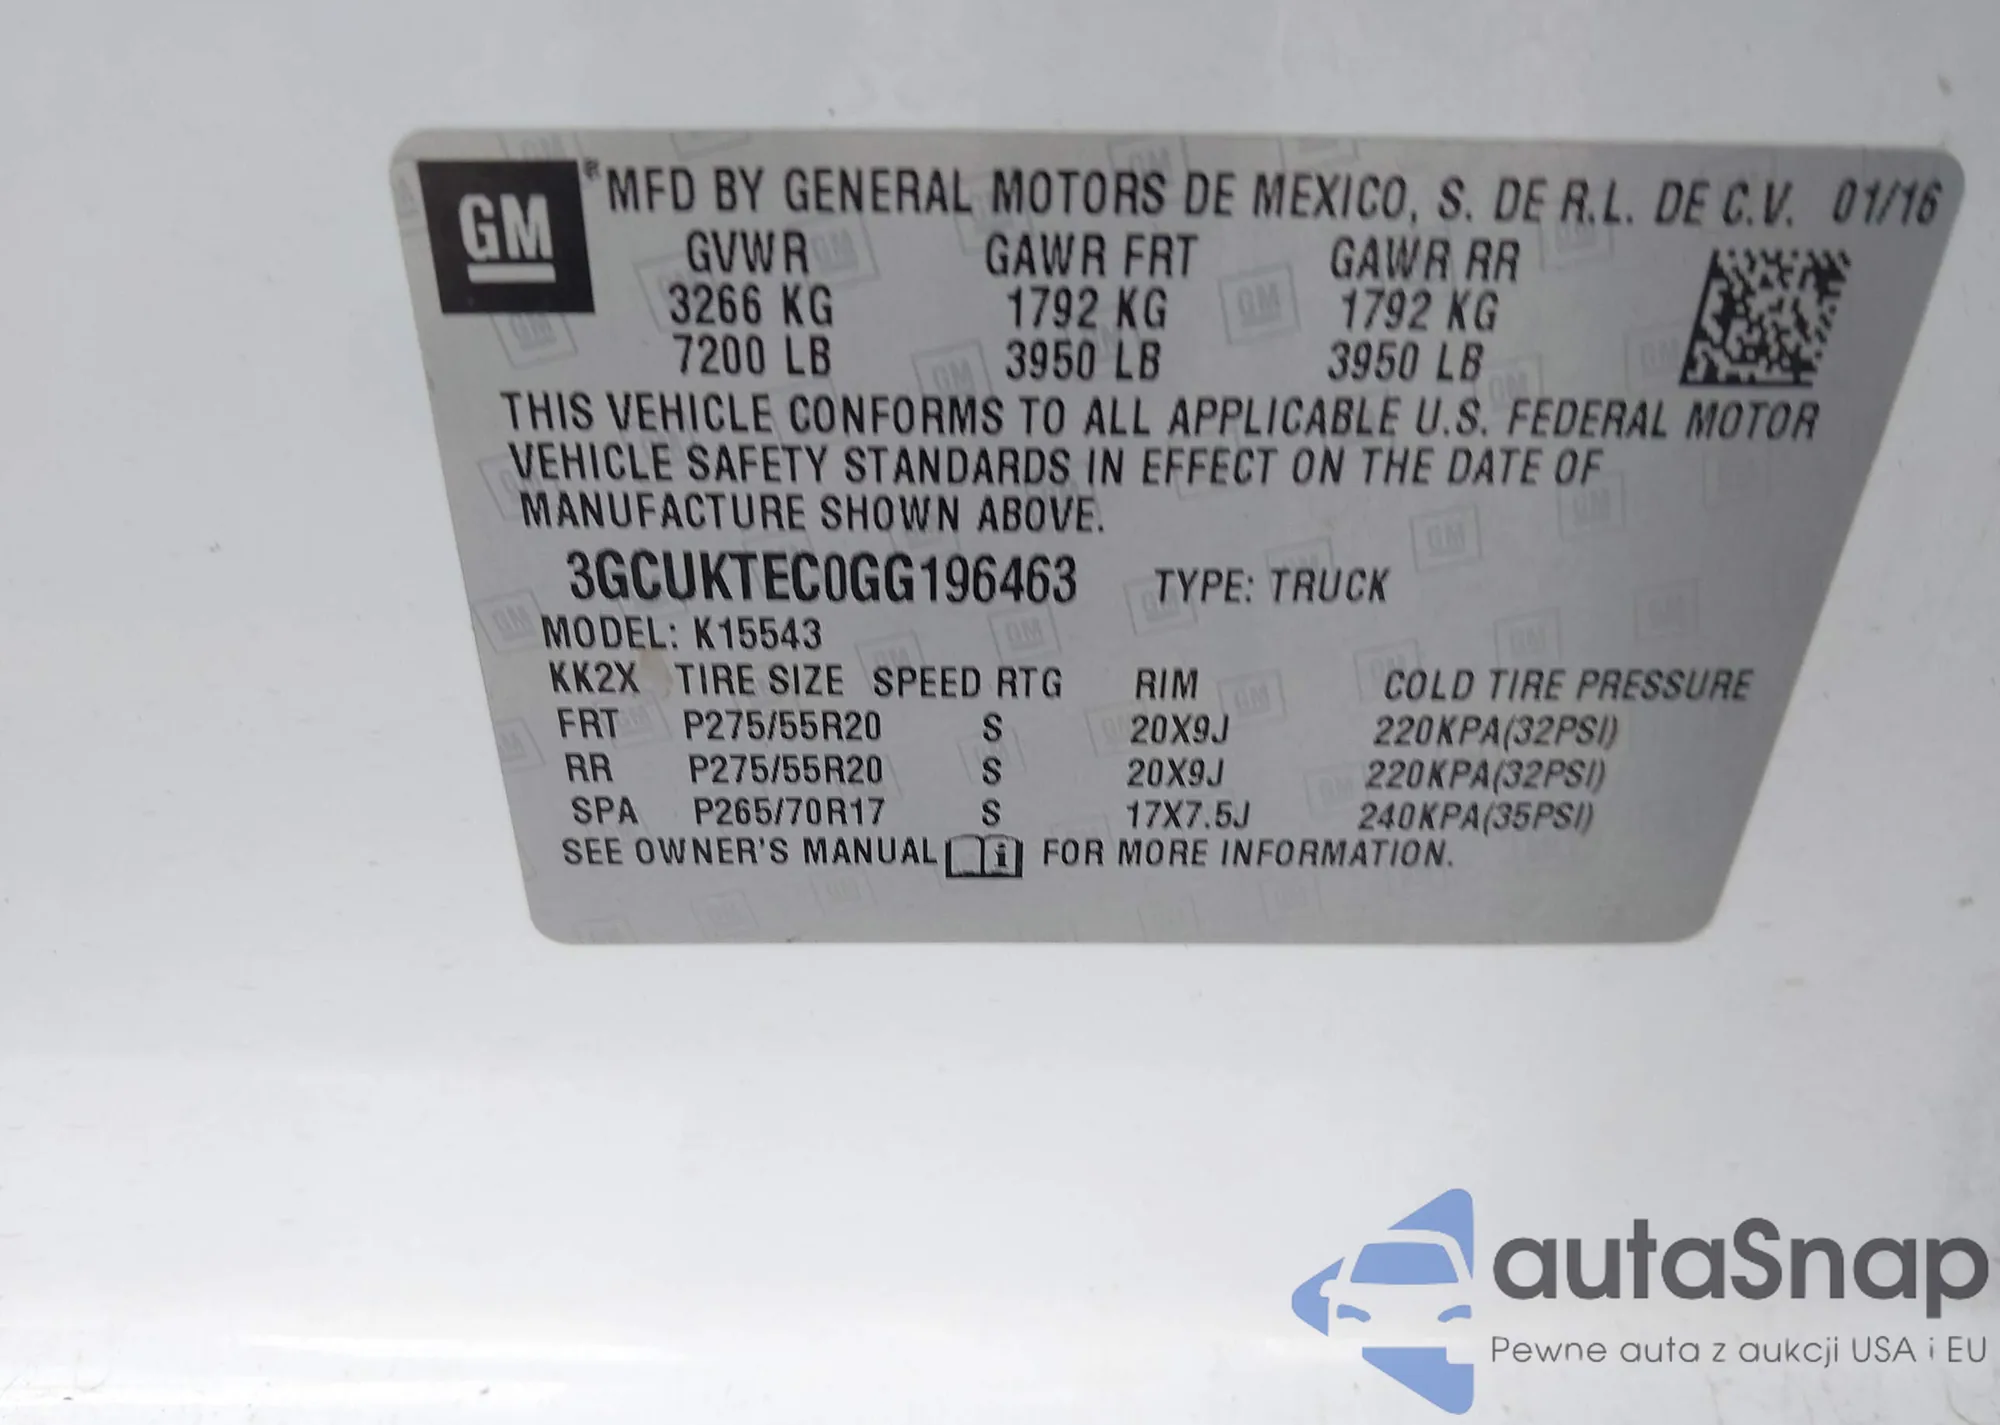 GM
® MFD BY GENERAL MOTORS DE MEXICO, S. DE R.L. DE C.V. 01/16
GVWR GAWR FRT GAWR RR
3266 KG 1792 KG 1792 KG
7200 LB 3950 LB 3950 LB
THIS VEHICLE CONFORMS TO ALL APPLICABLE U.S. FEDERAL MOTOR
VEHICLE SAFETY STANDARDS IN EFFECT ON THE DATE OF
MANUFACTURE SHOWN ABOVE.
3GCUKTEC0GG196463 TYPE: TRUCK
MODEL: K15543
KK2X TIRE SIZE SPEED RTG RIM COLD TIRE PRESSURE
FRT P275/55R20 S 20X9J 220KPA(32PSI)
RR P275/55R20 S 20X9J 220KPA(32PSI)
SPA P265/70R17 S 17X7.5J 240KPA(35PSI)
SEE OWNER'S MANUAL i FOR MORE INFORMATION.
autaSnap
Pewne auta z aukcji USA i EU